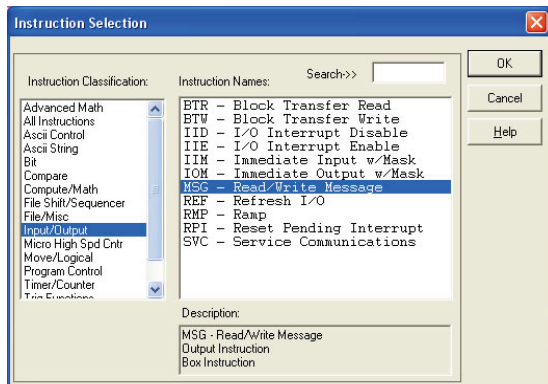 Instruction Selection
Instruction Classification:
Advanced Math
All Instructions
Ascii Control
Ascii String
Bit
Compare
Compute/Math
File Shift/Sequencer
File/Misc
Input/Output
Micro High Spd Cntr
Move/Logical
Program Control
Timer/Counter
Trig Functions
Instruction Names:
Search->>
BTR - Block Transfer Read
BTW - Block Transfer Write
IID - I/O Interrupt Disable
IIE - I/O Interrupt Enable
IIM - Immediate Input w/Mask
IOM - Immediate Output w/Mask
MSG - Read/Write Message
REF - Refresh I/O
RMP - Ramp
RPI - Reset Pending Interrupt
SVC - Service Communications
Description:
MSG - Read/Write Message
Output Instruction
Box Instruction
OK
Cancel
Help